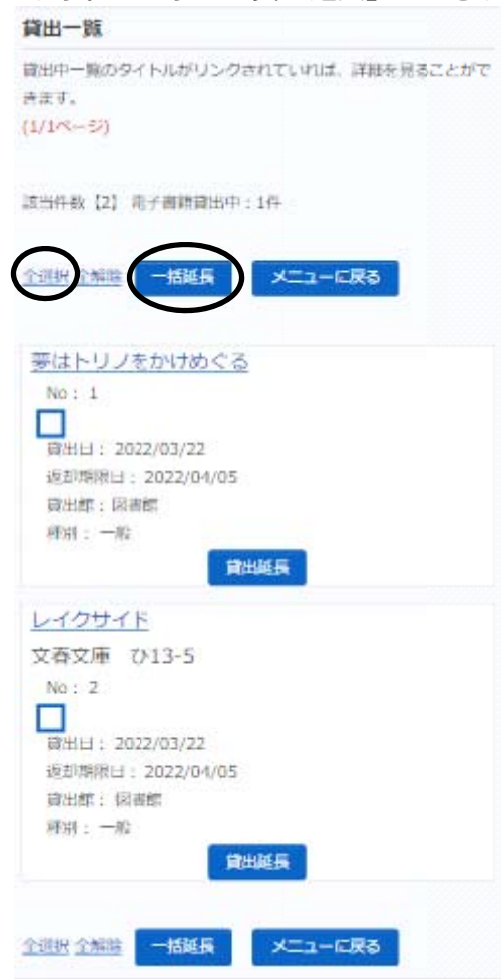 貸出一覧
貸出中一覧のタイトルがリンクされていれば、詳細を見ることがで
きます。
(1/1ページ)
該当件数【2】 電子書籍貸出中：1件
全選択 全解除 一括延長 メニューに戻る
夢はトリノをかけめぐる
No： 1
貸出日： 2022/03/22
返却期限日： 2022/04/05
貸出館： 図書館
種別： 一般
貸出延長
レイクサイド
文春文庫 ひ13-5
No： 2
貸出日： 2022/03/22
返却期限日： 2022/04/05
貸出館： 図書館
種別： 一般
貸出延長
全選択 全解除 一括延長 メニューに戻る